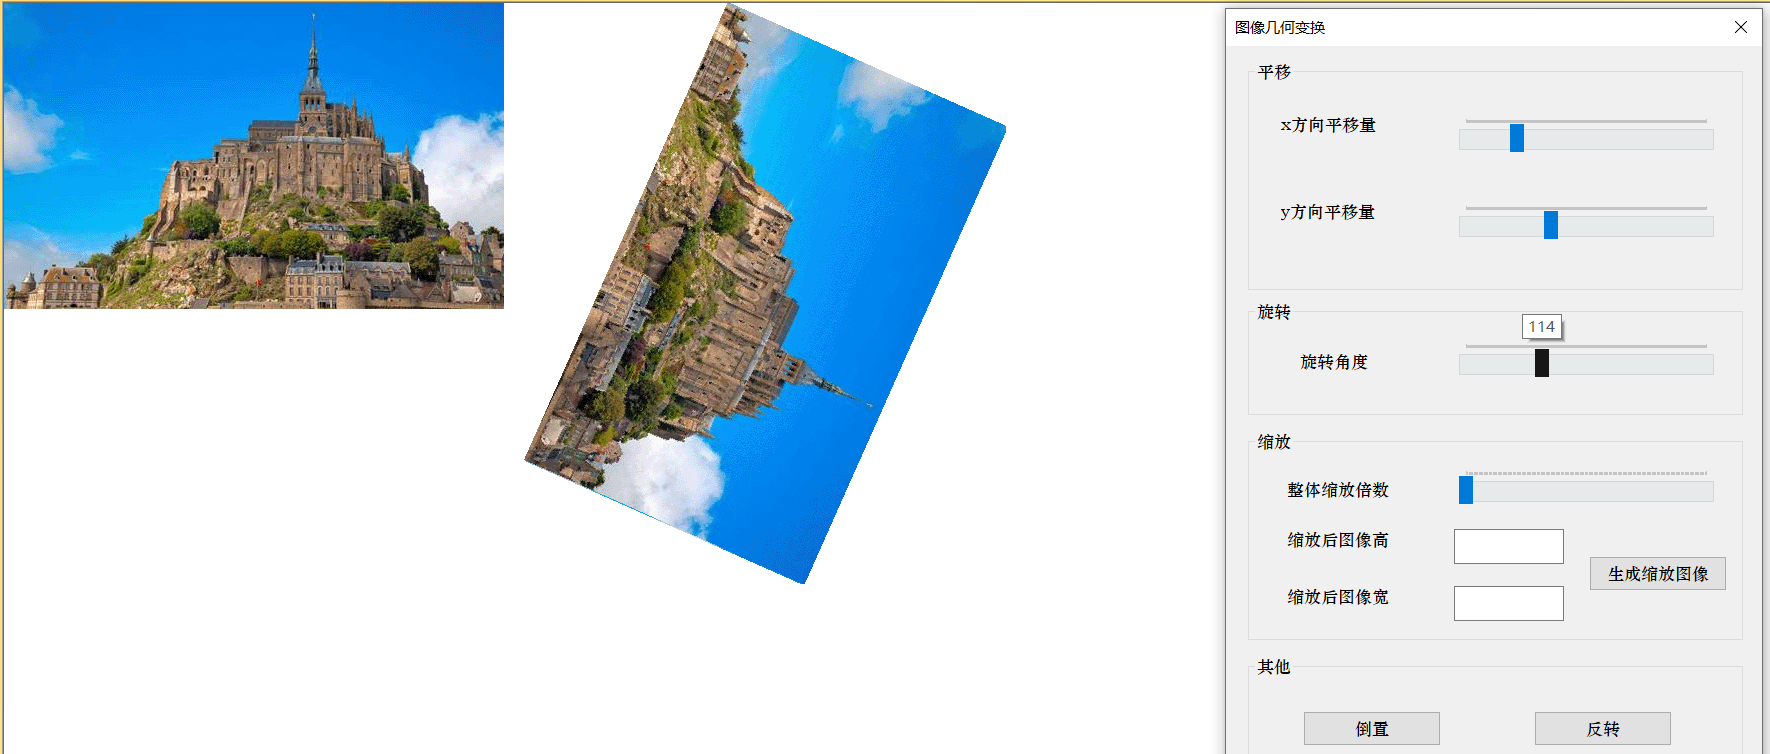 图像几何变换
平移
x方向平移量
y方向平移量
旋转
114
旋转角度
缩放
整体缩放倍数
缩放后图像高
生成缩放图像
缩放后图像宽
其他
倒置
反转